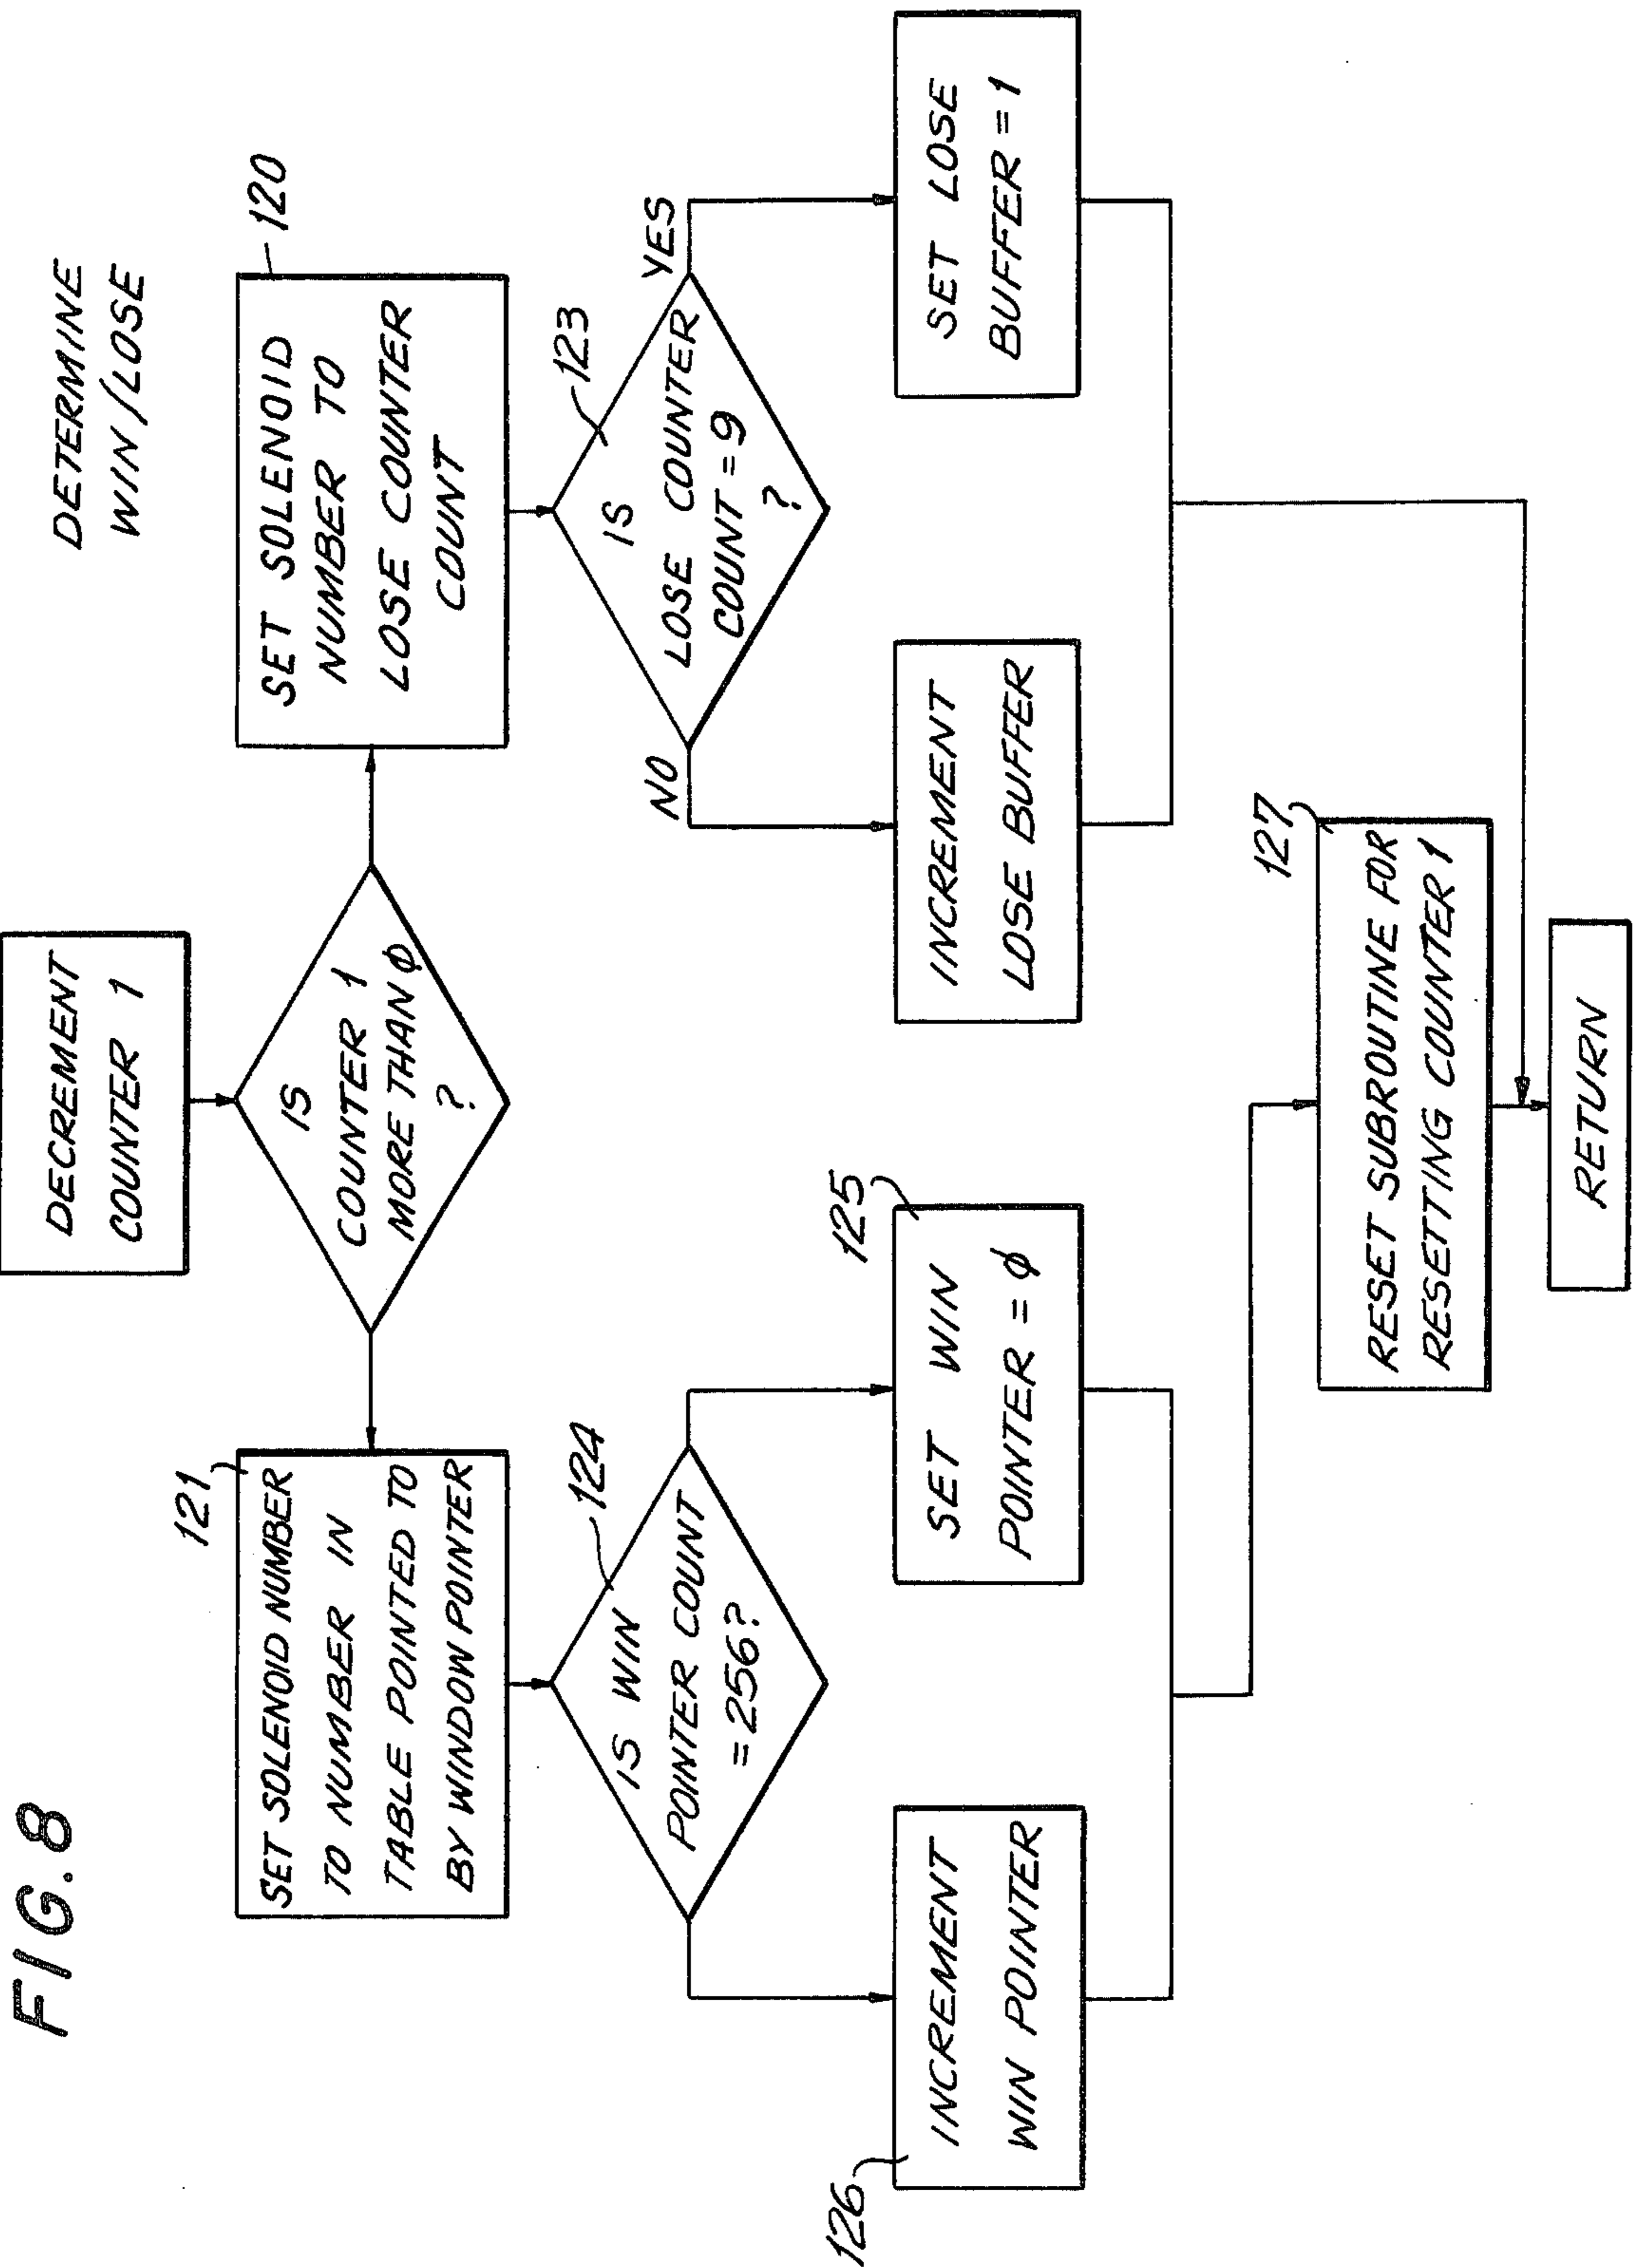 FIG. 8
DETERMINE
WIN/LOSE
DECREMENT
COUNTER 1
IS
COUNTER 1
MORE THAN φ
?
121
SET SOLENOID NUMBER
TO NUMBER IN
TABLE POINTED TO
BY WINDOW POINTER
120
SET SOLENOID
NUMBER TO
LOSE COUNTER
COUNT
124
IS WIN
POINTER COUNT
= 256?
123
IS
LOSE COUNTER
COUNT = 9
?
NO
YES
126
INCREMENT
WIN POINTER
125
SET WIN
POINTER = φ
INCREMENT
LOSE BUFFER
SET LOSE
BUFFER = 1
127
RESET SUBROUTINE FOR
RESETTING COUNTER 1
RETURN